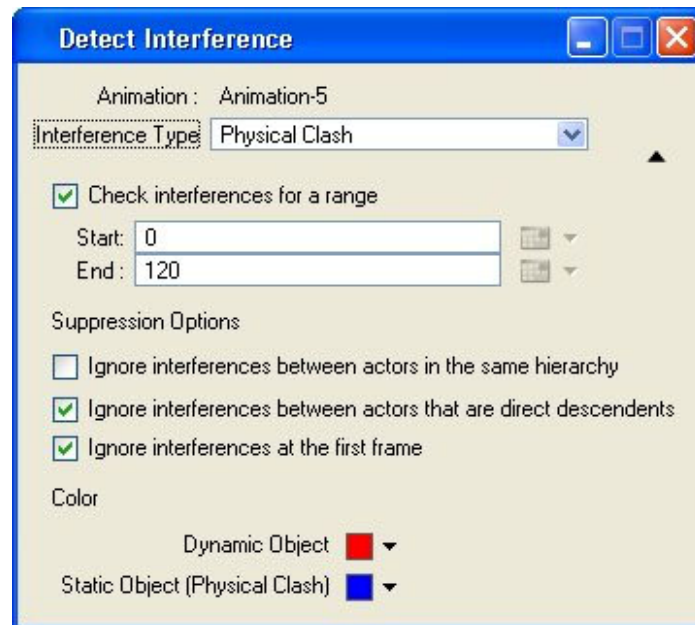 Detect Interference
Animation : Animation-5
Interference Type Physical Clash
Check interferences for a range
Start: 0
End : 120
Suppression Options
Ignore interferences between actors in the same hierarchy
Ignore interferences between actors that are direct descendents
Ignore interferences at the first frame
Color
Dynamic Object
Static Object (Physical Clash)